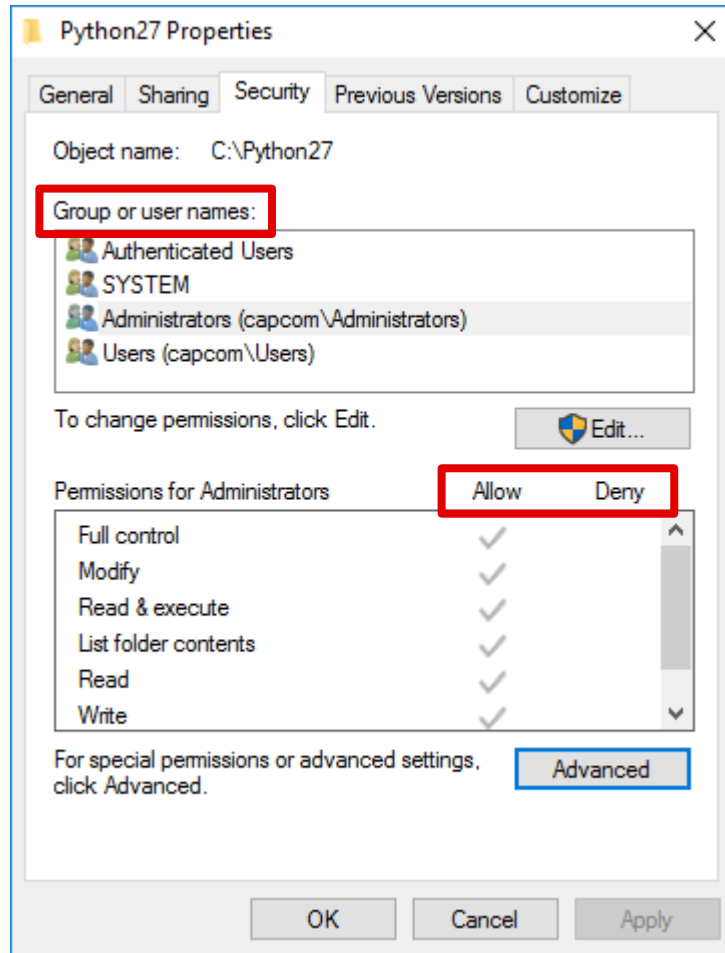 Python27 Properties
General Sharing Security Previous Versions Customize
Object name: C:\Python27
Group or user names:
Authenticated Users
SYSTEM
Administrators (capcom\Administrators)
Users (capcom\Users)
To change permissions, click Edit.
Edit...
Permissions for Administrators Allow Deny
Full control
Modify
Read & execute
List folder contents
Read
Write
For special permissions or advanced settings,
click Advanced.
Advanced
OK Cancel Apply